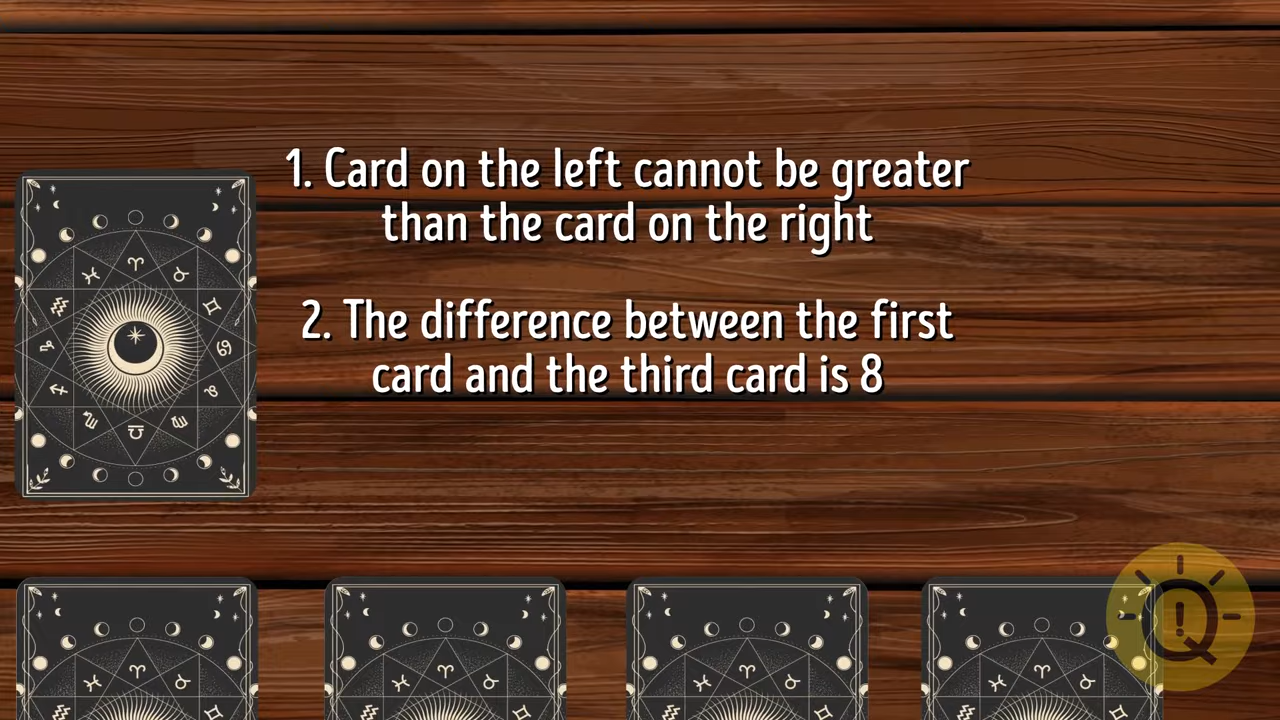 1. Card on the left cannot be greater
than the card on the right
2. The difference between the first
card and the third card is 8